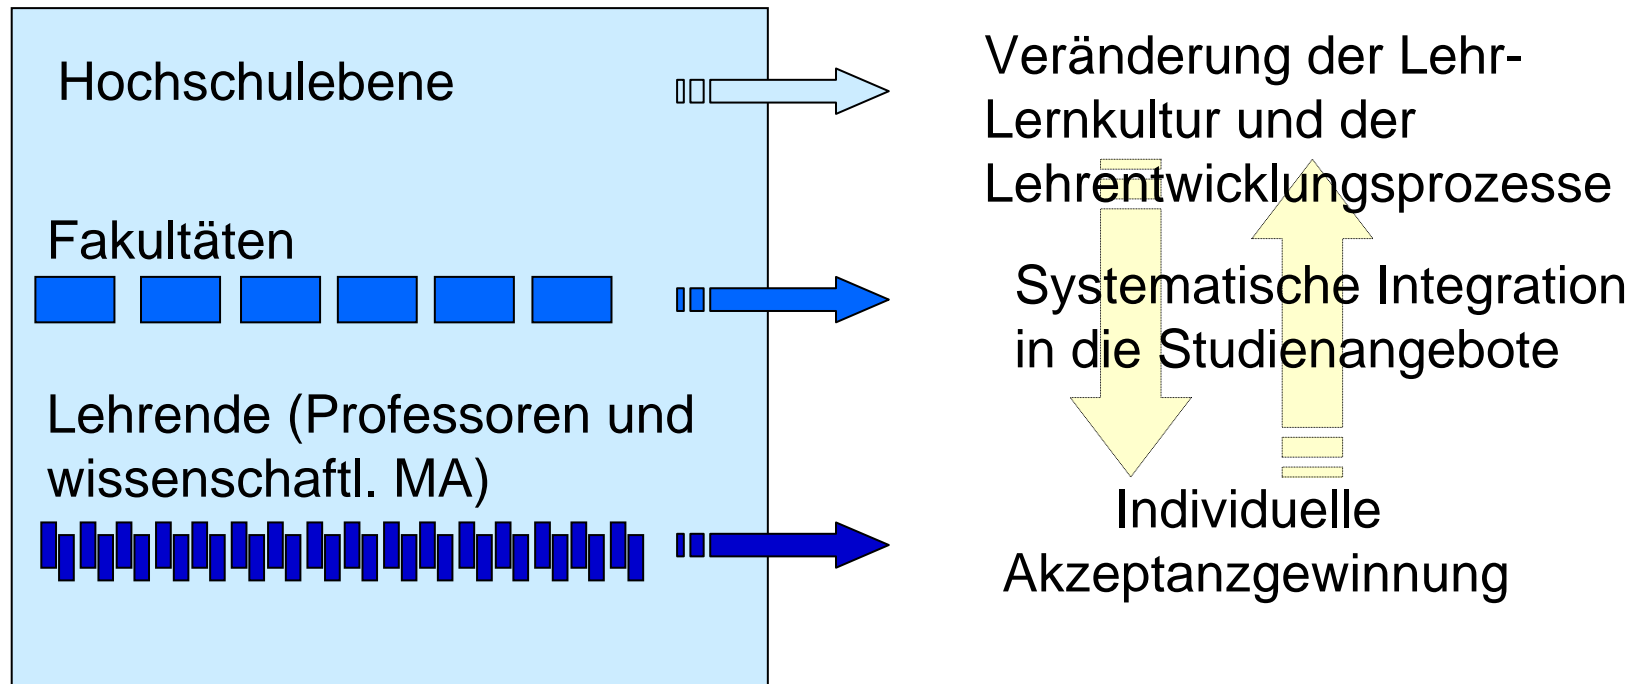 Hochschulebene
Veränderung der Lehr-
Lernkultur und der
Lehrentwicklungsprozesse
Fakultäten
Systematische Integration
in die Studienangebote
Lehrende (Professoren und
wissenschaftl. MA)
Individuelle
Akzeptanzgewinnung